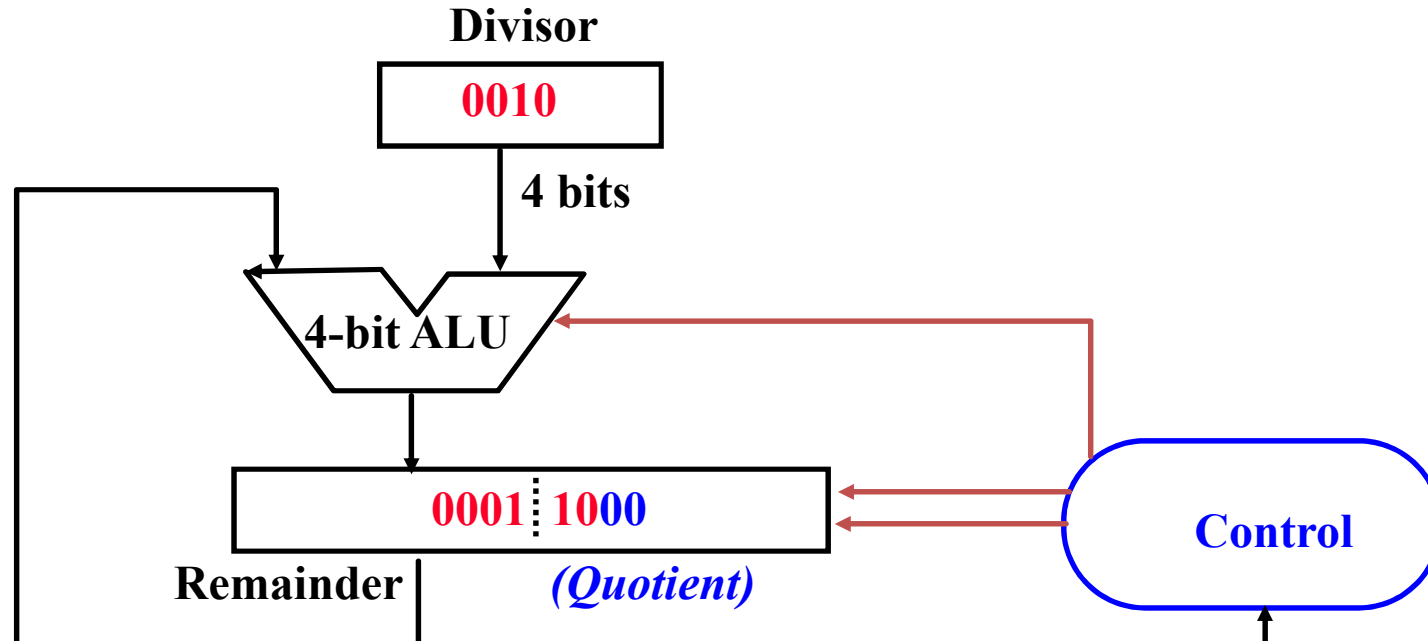 Divisor
0010
4 bits
4-bit ALU
0001 1000
Control
Remainder (Quotient)